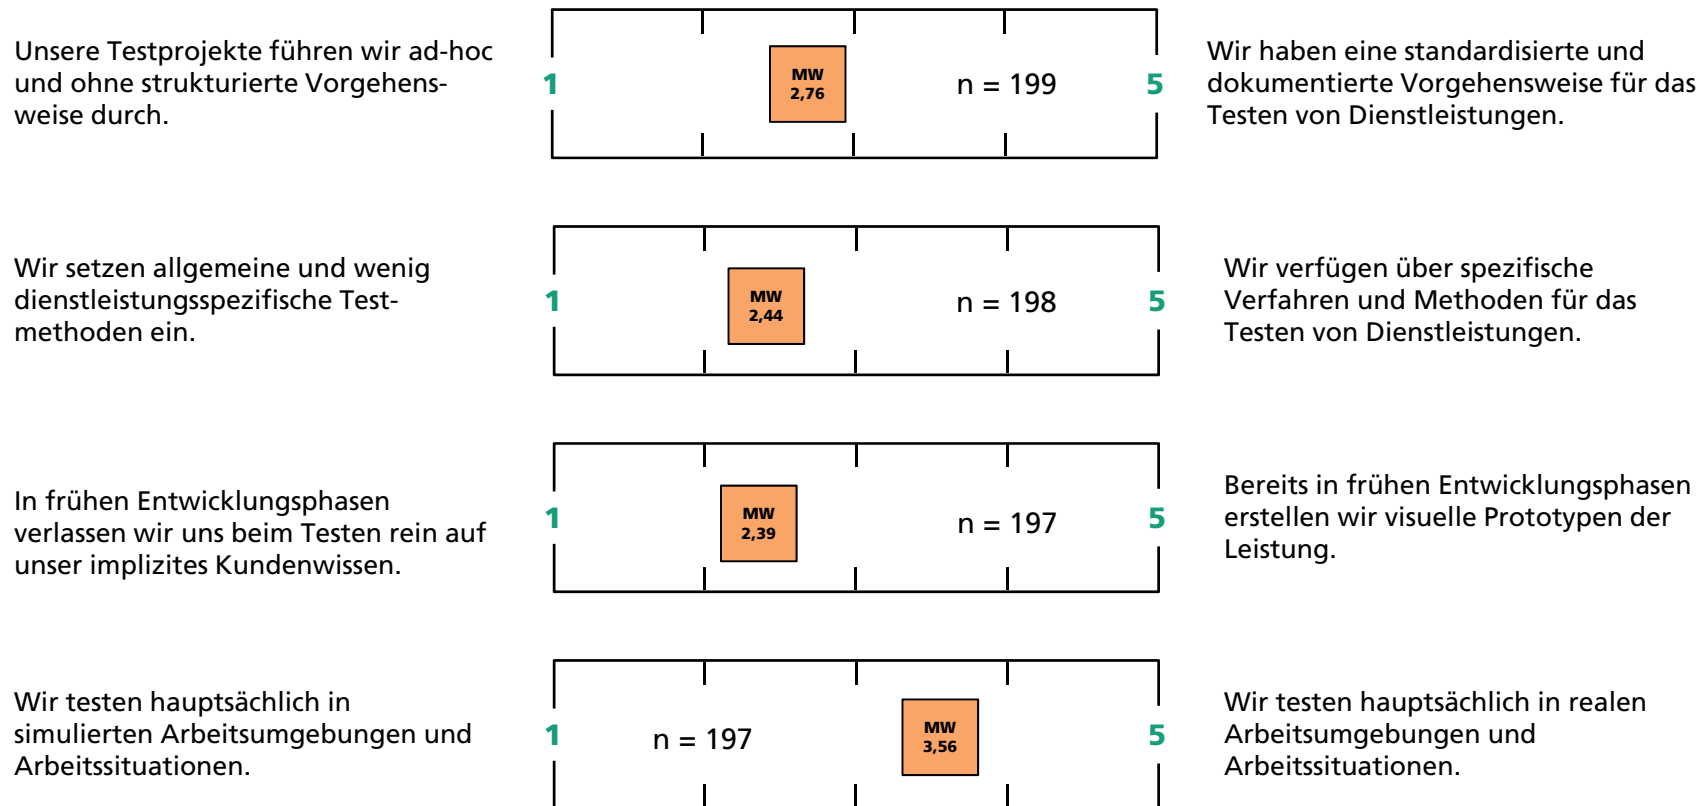 Unsere Testprojekte führen wir ad-hoc
und ohne strukturierte Vorgehens-
weise durch.
1
MW
2,76
n = 199
5
Wir haben eine standardisierte und
dokumentierte Vorgehensweise für das
Testen von Dienstleistungen.
Wir setzen allgemeine und wenig
dienstleistungsspezifische Test-
methoden ein.
1
MW
2,44
n = 198
5
Wir verfügen über spezifische
Verfahren und Methoden für das
Testen von Dienstleistungen.
In frühen Entwicklungsphasen
verlassen wir uns beim Testen rein auf
unser implizites Kundenwissen.
1
MW
2,39
n = 197
5
Bereits in frühen Entwicklungsphasen
erstellen wir visuelle Prototypen der
Leistung.
Wir testen hauptsächlich in
simulierten Arbeitsumgebungen und
Arbeitssituationen.
1
n = 197
MW
3,56
5
Wir testen hauptsächlich in realen
Arbeitsumgebungen und
Arbeitssituationen.